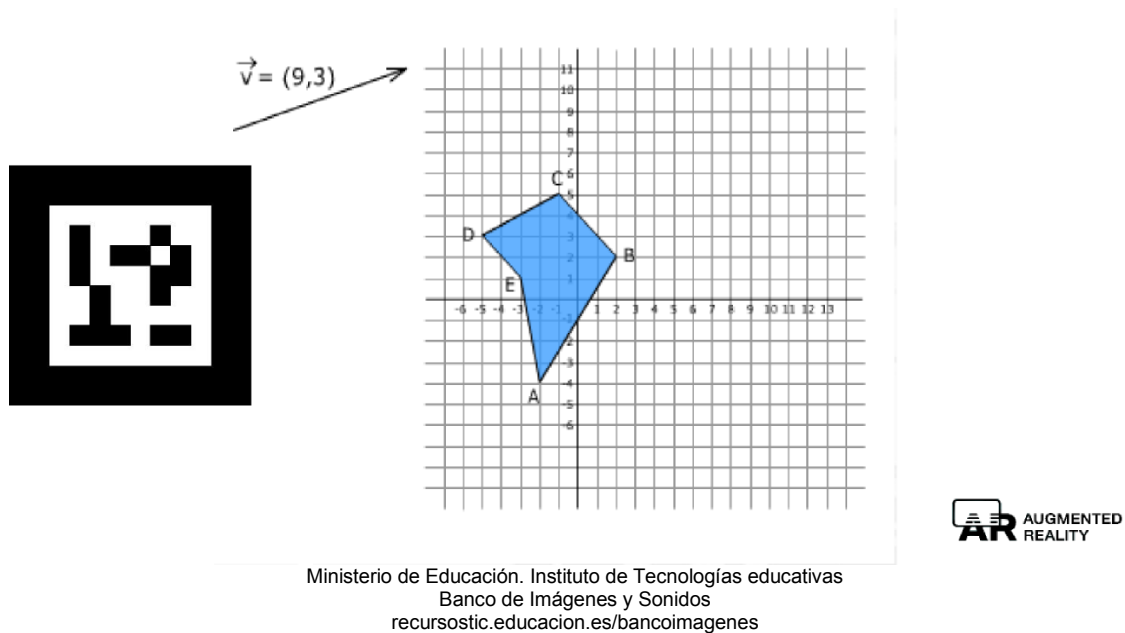 v = (9,3)
11
10
9
8
7
C 6
5
4
D 3
2 B
1
E
-6 -5 -4 -3 -2 -1 1 2 3 4 5 6 7 8 9 10 11 12 13
-1
-2
-3
-4
A
-5
-6
AR AUGMENTED
REALITY
Ministerio de Educación. Instituto de Tecnologías educativas
Banco de Imágenes y Sonidos
recursostic.educacion.es/bancoimagenes